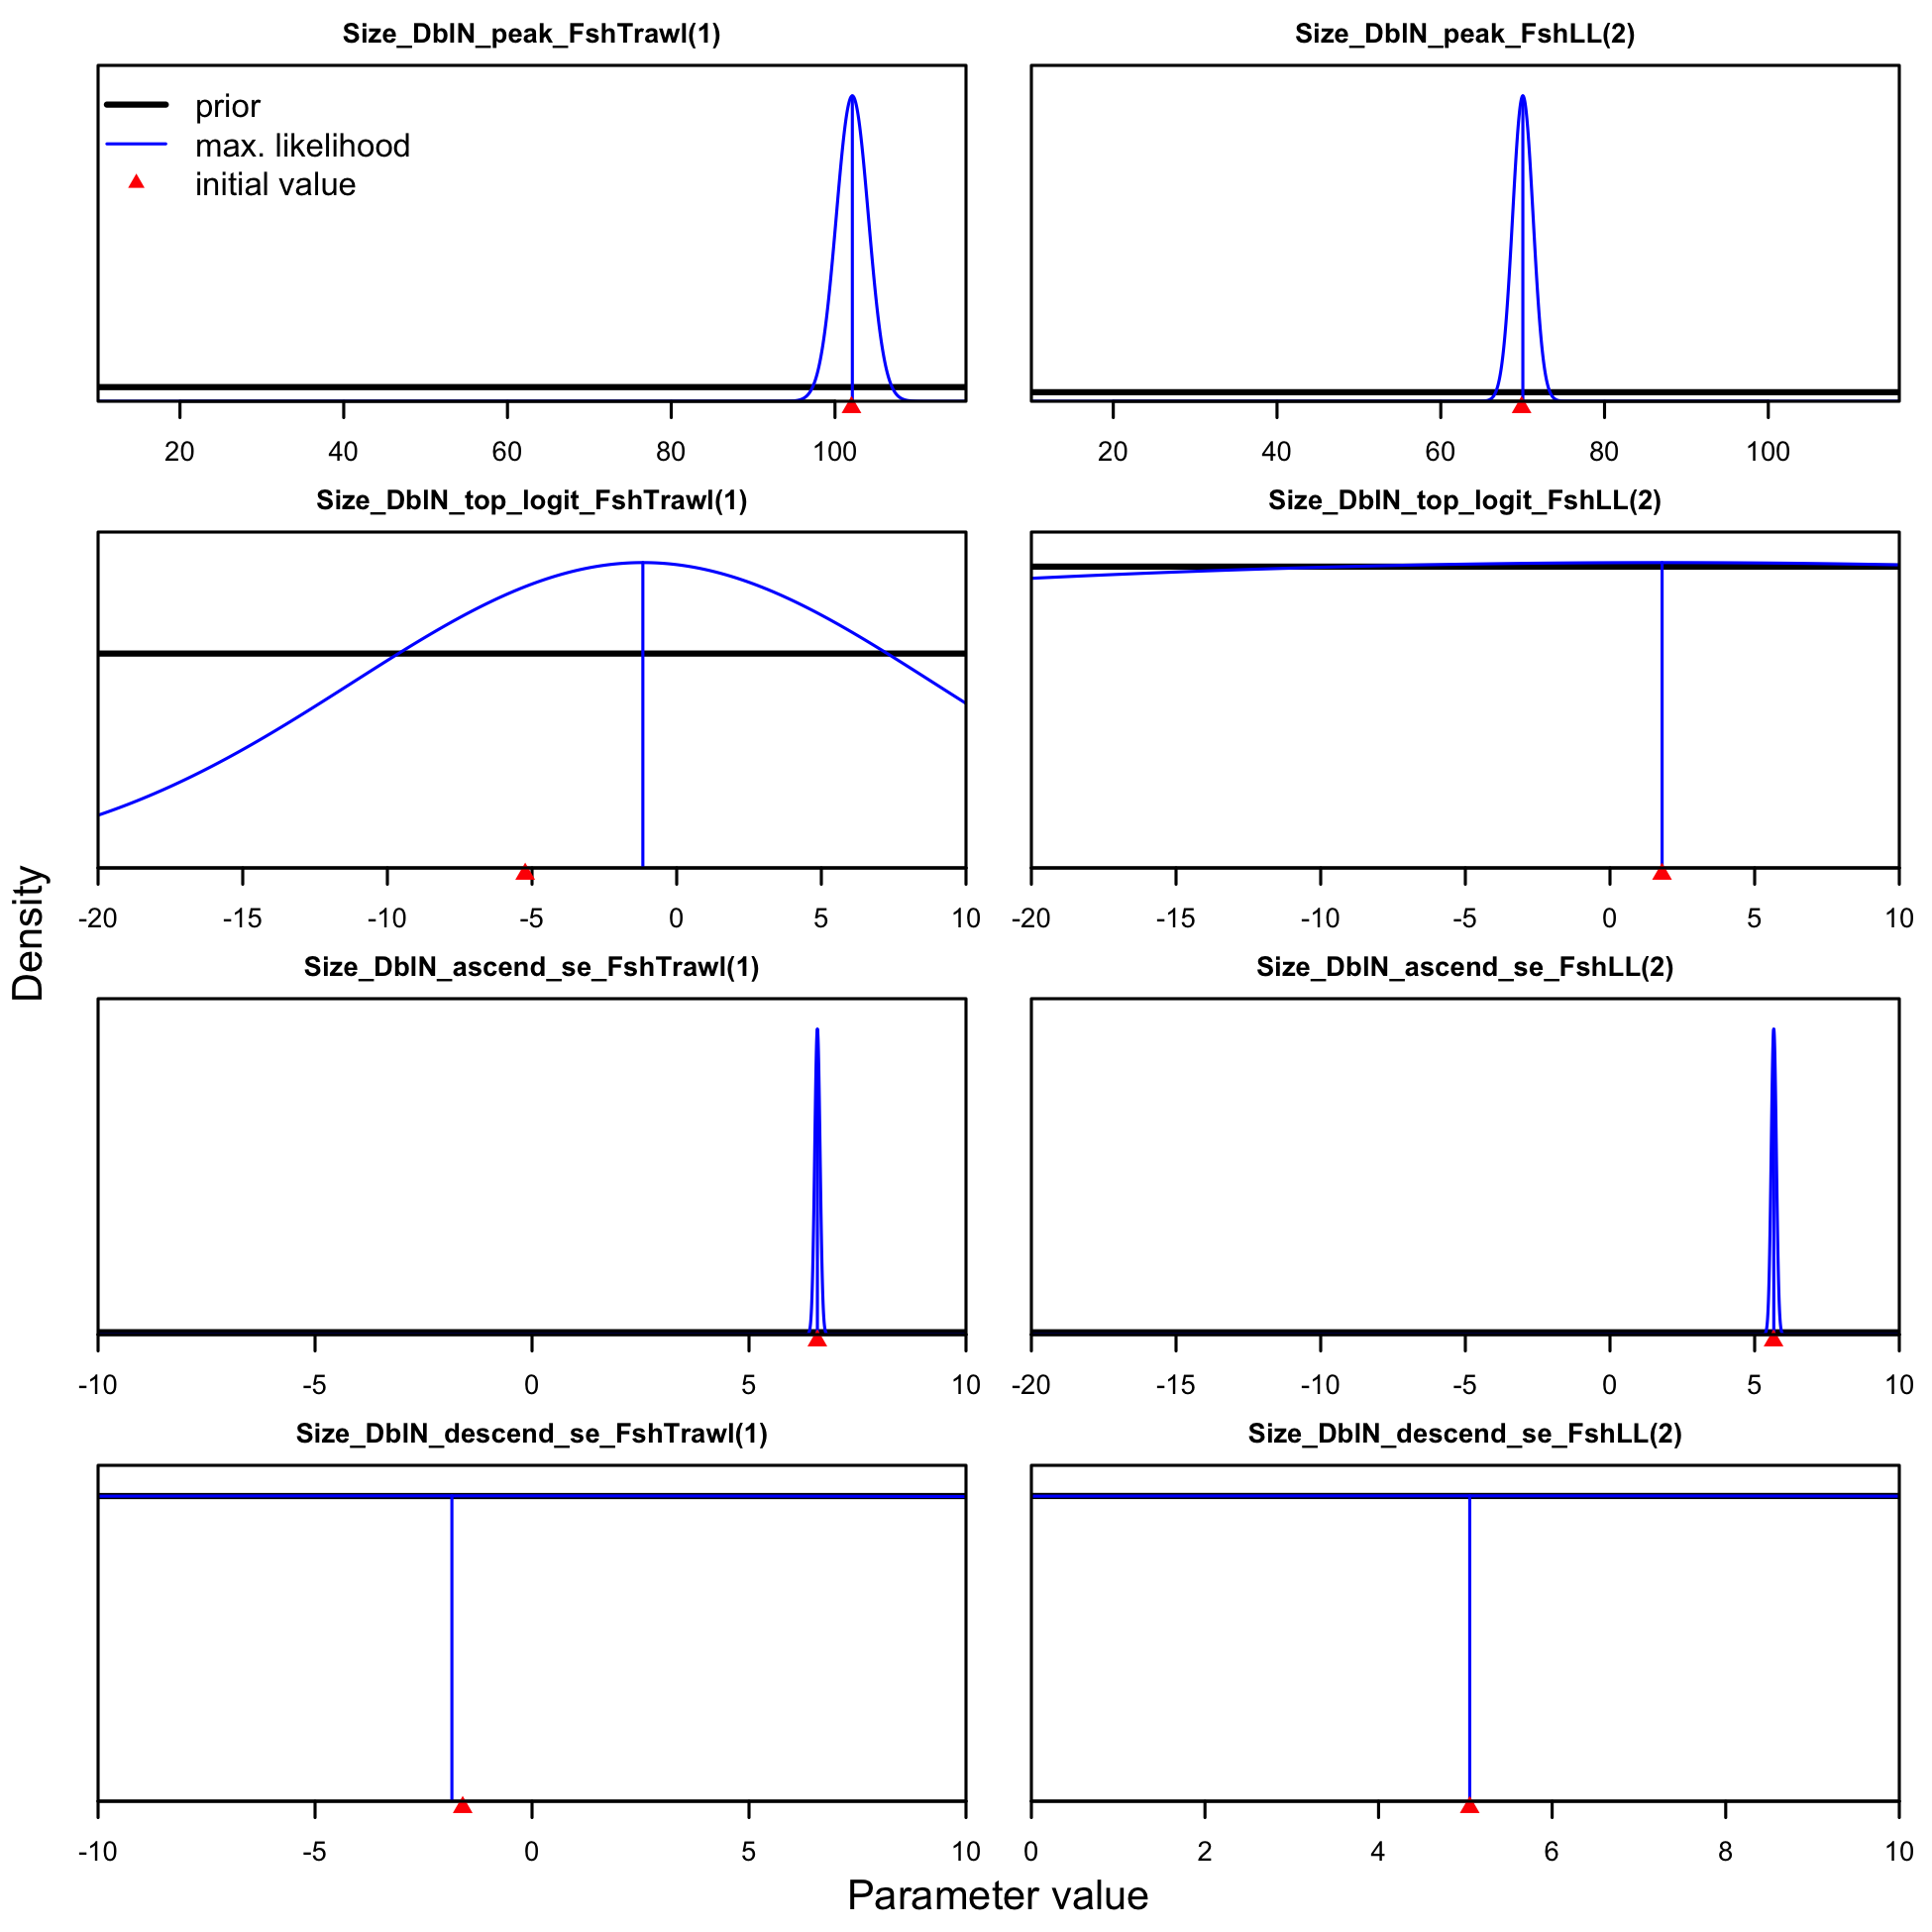 Size_DblN_peak_FshTrawl(1)
Size_DblN_peak_FshLL(2)
prior
max. likelihood
initial value
20 40 60 80 100
20 40 60 80 100
Size_DblN_top_logit_FshTrawl(1)
Size_DblN_top_logit_FshLL(2)
-20 -15 -10 -5 0 5 10
-20 -15 -10 -5 0 5 10
Size_DblN_ascend_se_FshTrawl(1)
Size_DblN_ascend_se_FshLL(2)
-10 -5 0 5 10
-20 -15 -10 -5 0 5 10
Size_DblN_descend_se_FshTrawl(1)
Size_DblN_descend_se_FshLL(2)
-10 -5 0 5 10
0 2 4 6 8 10
Density
Parameter value